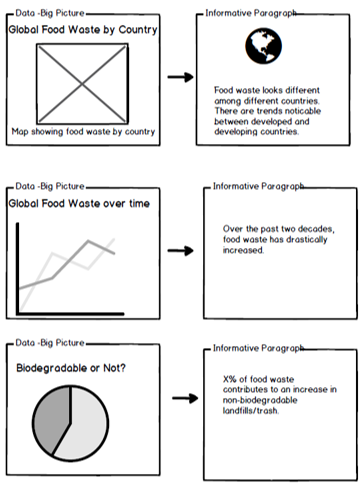 Data -Big Picture
Global Food Waste by Country
Map showing food waste by country
Informative Paragraph
Food waste looks different
among different countries.
There are trends noticable
between developed and
developing countries.
Data -Big Picture
Global Food Waste over time
Informative Paragraph
Over the past two decades,
food waste has drastically
increased.
Data -Big Picture
Biodegradable or Not?
Informative Paragraph
X% of food waste
contributes to an increase in
non-biodegradable
landfills/trash.